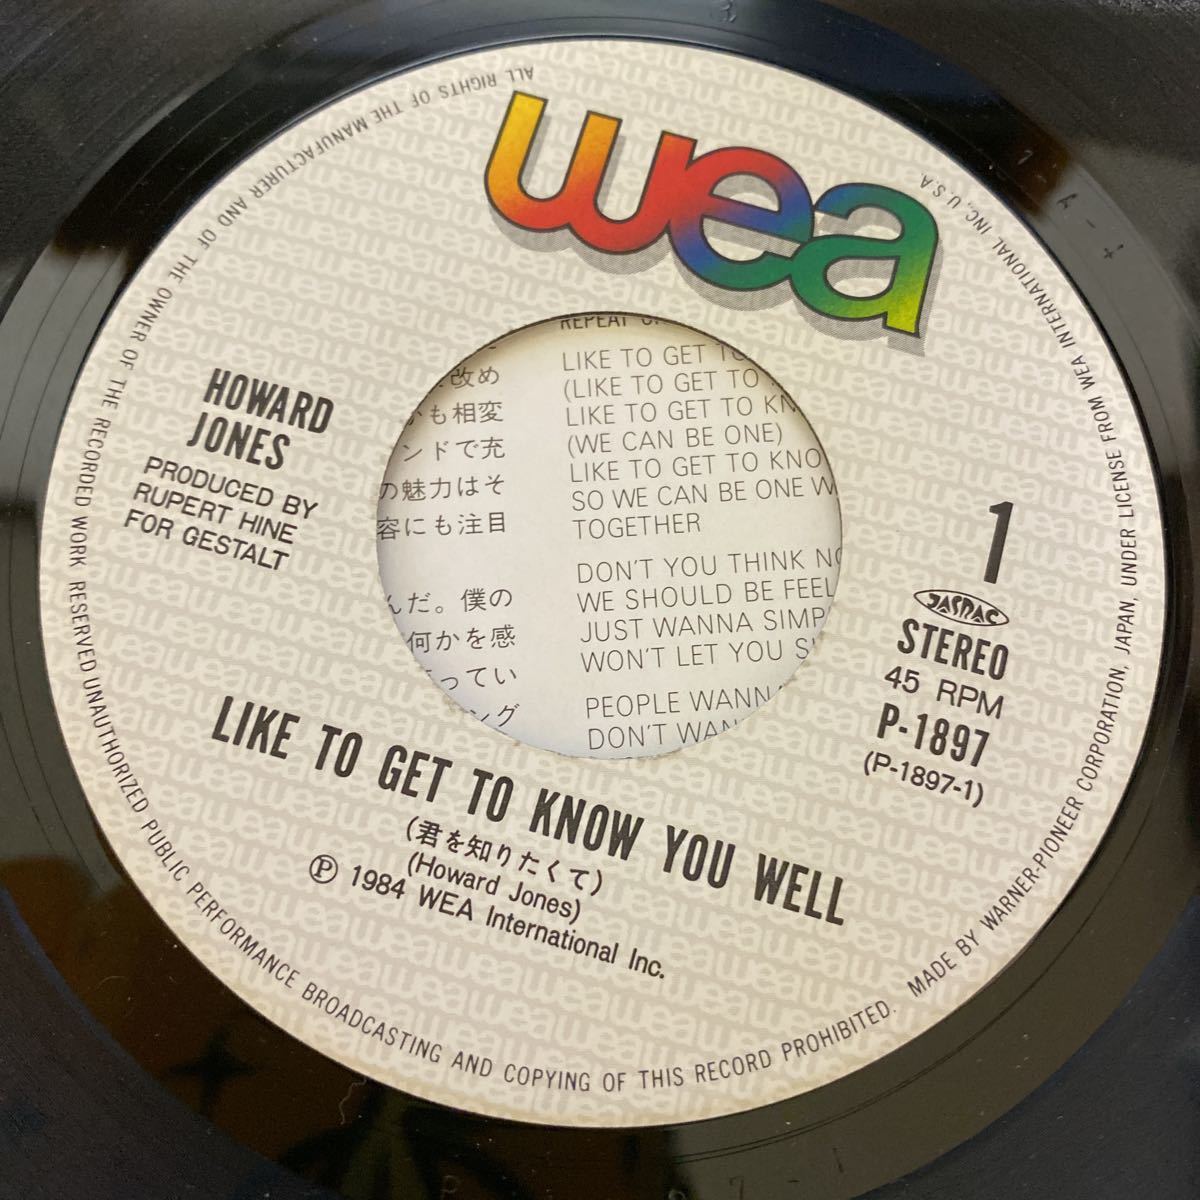 wea
HOWARD
JONES
PRODUCED BY
RUPERT HINE
FOR GESTALT
1
JASRAC
STEREO
45 RPM
P-1897
(P-1897-1)
LIKE TO GET TO KNOW YOU WELL
(君を知りたくて)
(Howard Jones)
Ⓟ 1984 WEA International Inc.
ALL RIGHTS OF THE MANUFACTURER AND OF THE OWNER OF THE RECORDED WORK RESERVED UNAUTHORIZED PUBLIC PERFORMANCE BROADCASTING AND COPYING OF THIS RECORD PROHIBITED. MADE BY WARNER-PIONEER CORPORATION, JAPAN, UNDER LICENSE FROM WEA INTERNATIONAL INC., U.S.A.
改め
も相変
ンドで充
の魅力はそ
容にも注目
んだ。僕の
何かを感
ってい
ング
REPEAT
LIKE TO GET TO
(LIKE TO GET TO
LIKE TO GET TO KN
(WE CAN BE ONE)
LIKE TO GET TO KNO
SO WE CAN BE ONE W
TOGETHER
DON'T YOU THINK NO
WE SHOULD BE FEEL
JUST WANNA SIMP
WON'T LET YOU S
PEOPLE WANN
DON'T WAN